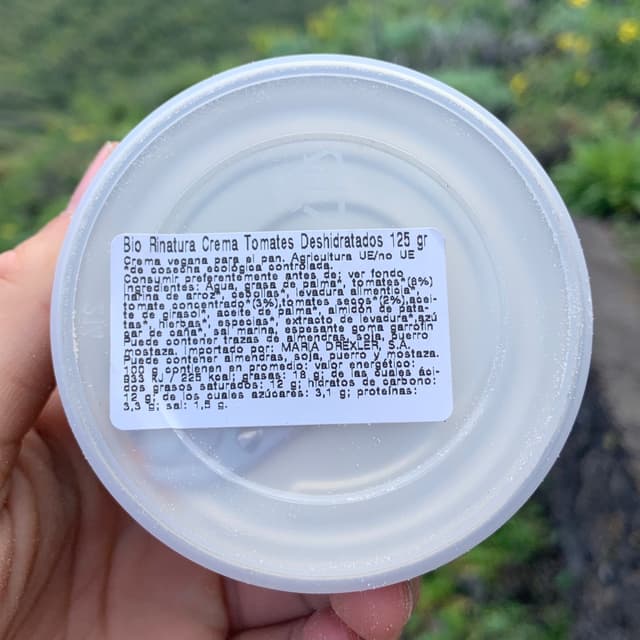 Bio Rinatura Crema Tomates Deshidratados 125 gr
Crema vegana para el pan. Agricultura UE/no UE
*de cosecha ecológica controlada.
Consumir preferentemente antes de: ver fondo
Ingredientes: Agua, grasa de palma*, tomates*(6%)
harina de arroz*, levadura alimenticia,
tomate concentrado*(3%), tomates secos*(2%), acei-
te de girasol*, aceite de palma*, almidón de pata-
tas*, hierbas*, especias*, extracto de levadura*, azú
car de caña*, espesante goma garrofín
Puede contener trazas de almendras, soja, puerro
y mostaza. Importado por: MARA DREXLER, S.A.
Puede contener almendras, soja, puerro y mostaza.
100 g contienen en promedio: valor energético
933 KJ / 225 kcal; grasas: 18 g; de las cuales áci-
dos grasos saturados: 12 g; hidratos de carbono:
12 g; de los cuales azúcares: 3,1 g; proteínas:
3,3 g; sal: 1,5 g.